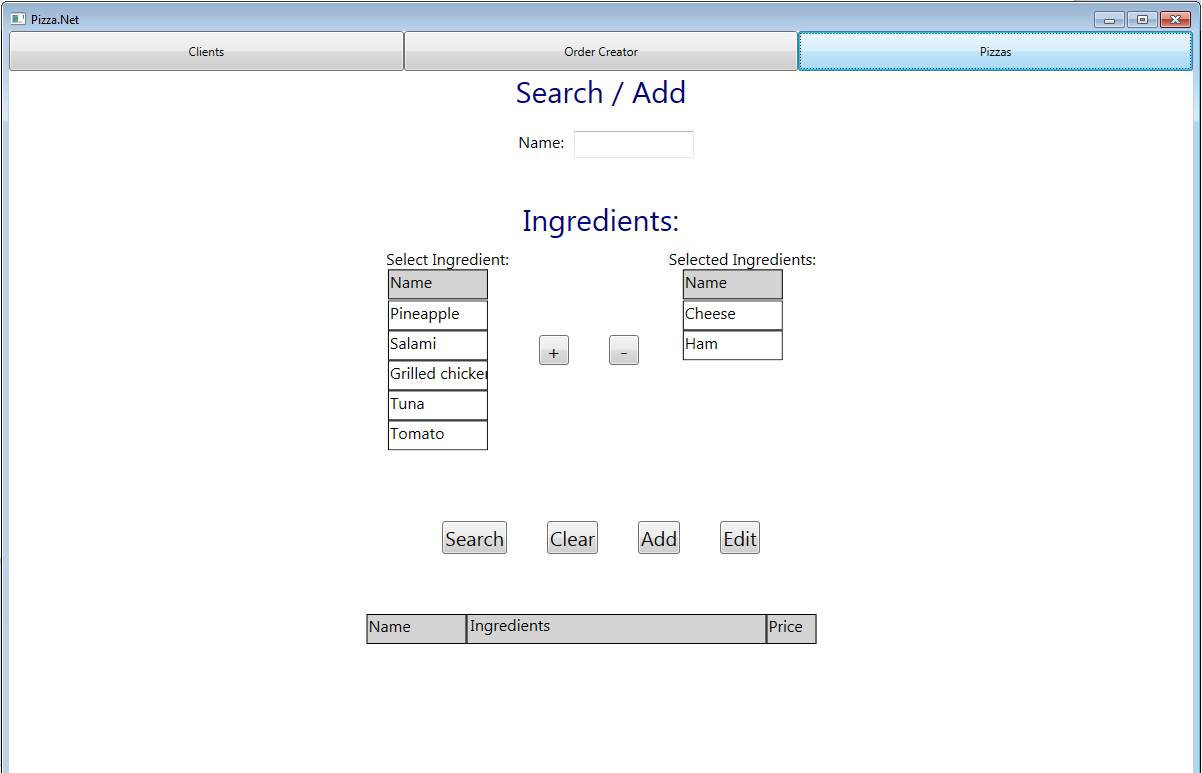 Pizza.Net
Clients Order Creator Pizzas
Search / Add
Name:
Ingredients:
Select Ingredient: Selected Ingredients:
Name Name
Pineapple Cheese
Salami + - Ham
Grilled chicken
Tuna
Tomato
Search Clear Add Edit
Name Ingredients Price